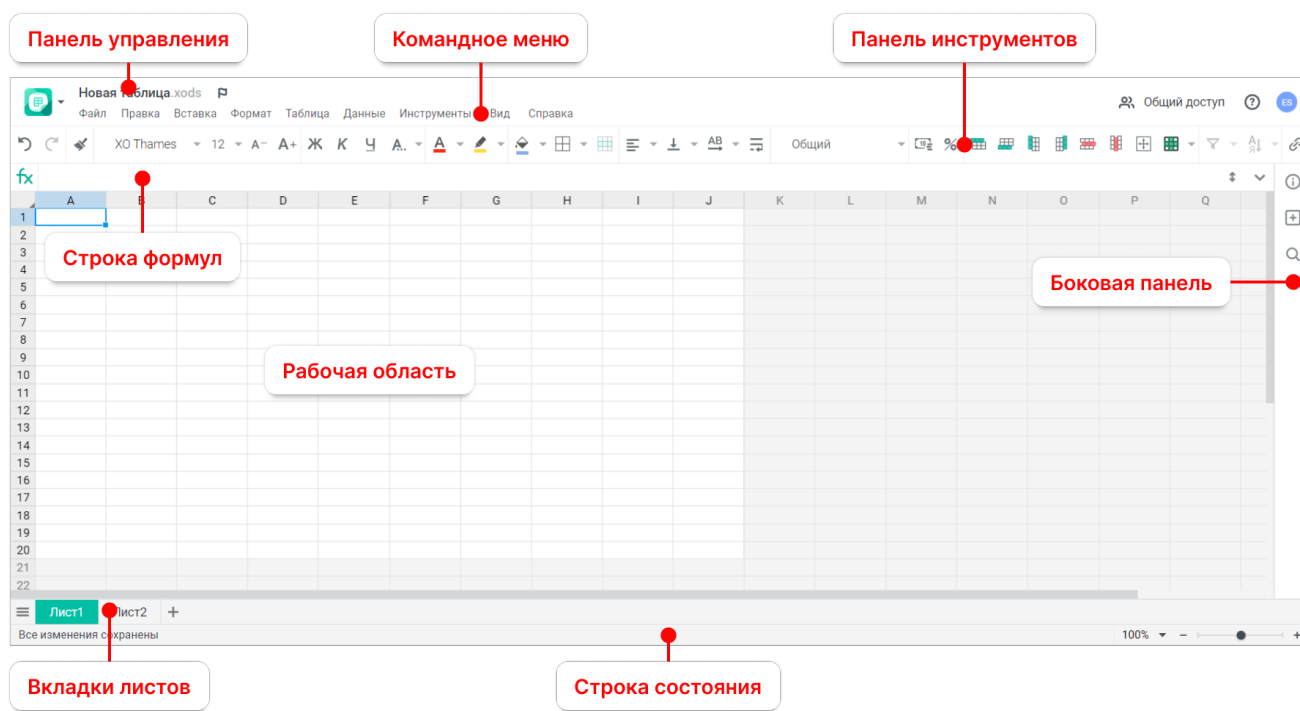 Панель управления
Командное меню
Панель инструментов
Новая таблица.xods
Файл Правка Вставка Формат Таблица Данные Инструменты Вид Справка
Общий доступ
ES
XO Thames 12 A− A+ Ж К Ч А.. А АВ Общий % АЯ
fx
A B C D E F G H I J K L M N O P Q
1
2
Строка формул
3
4
Боковая панель
5
6
7
8
9
Рабочая область
10
11
12
13
14
15
16
17
18
19
20
21
22
Лист1 Лист2 +
Все изменения сохранены
100% − +
Вкладки листов
Строка состояния